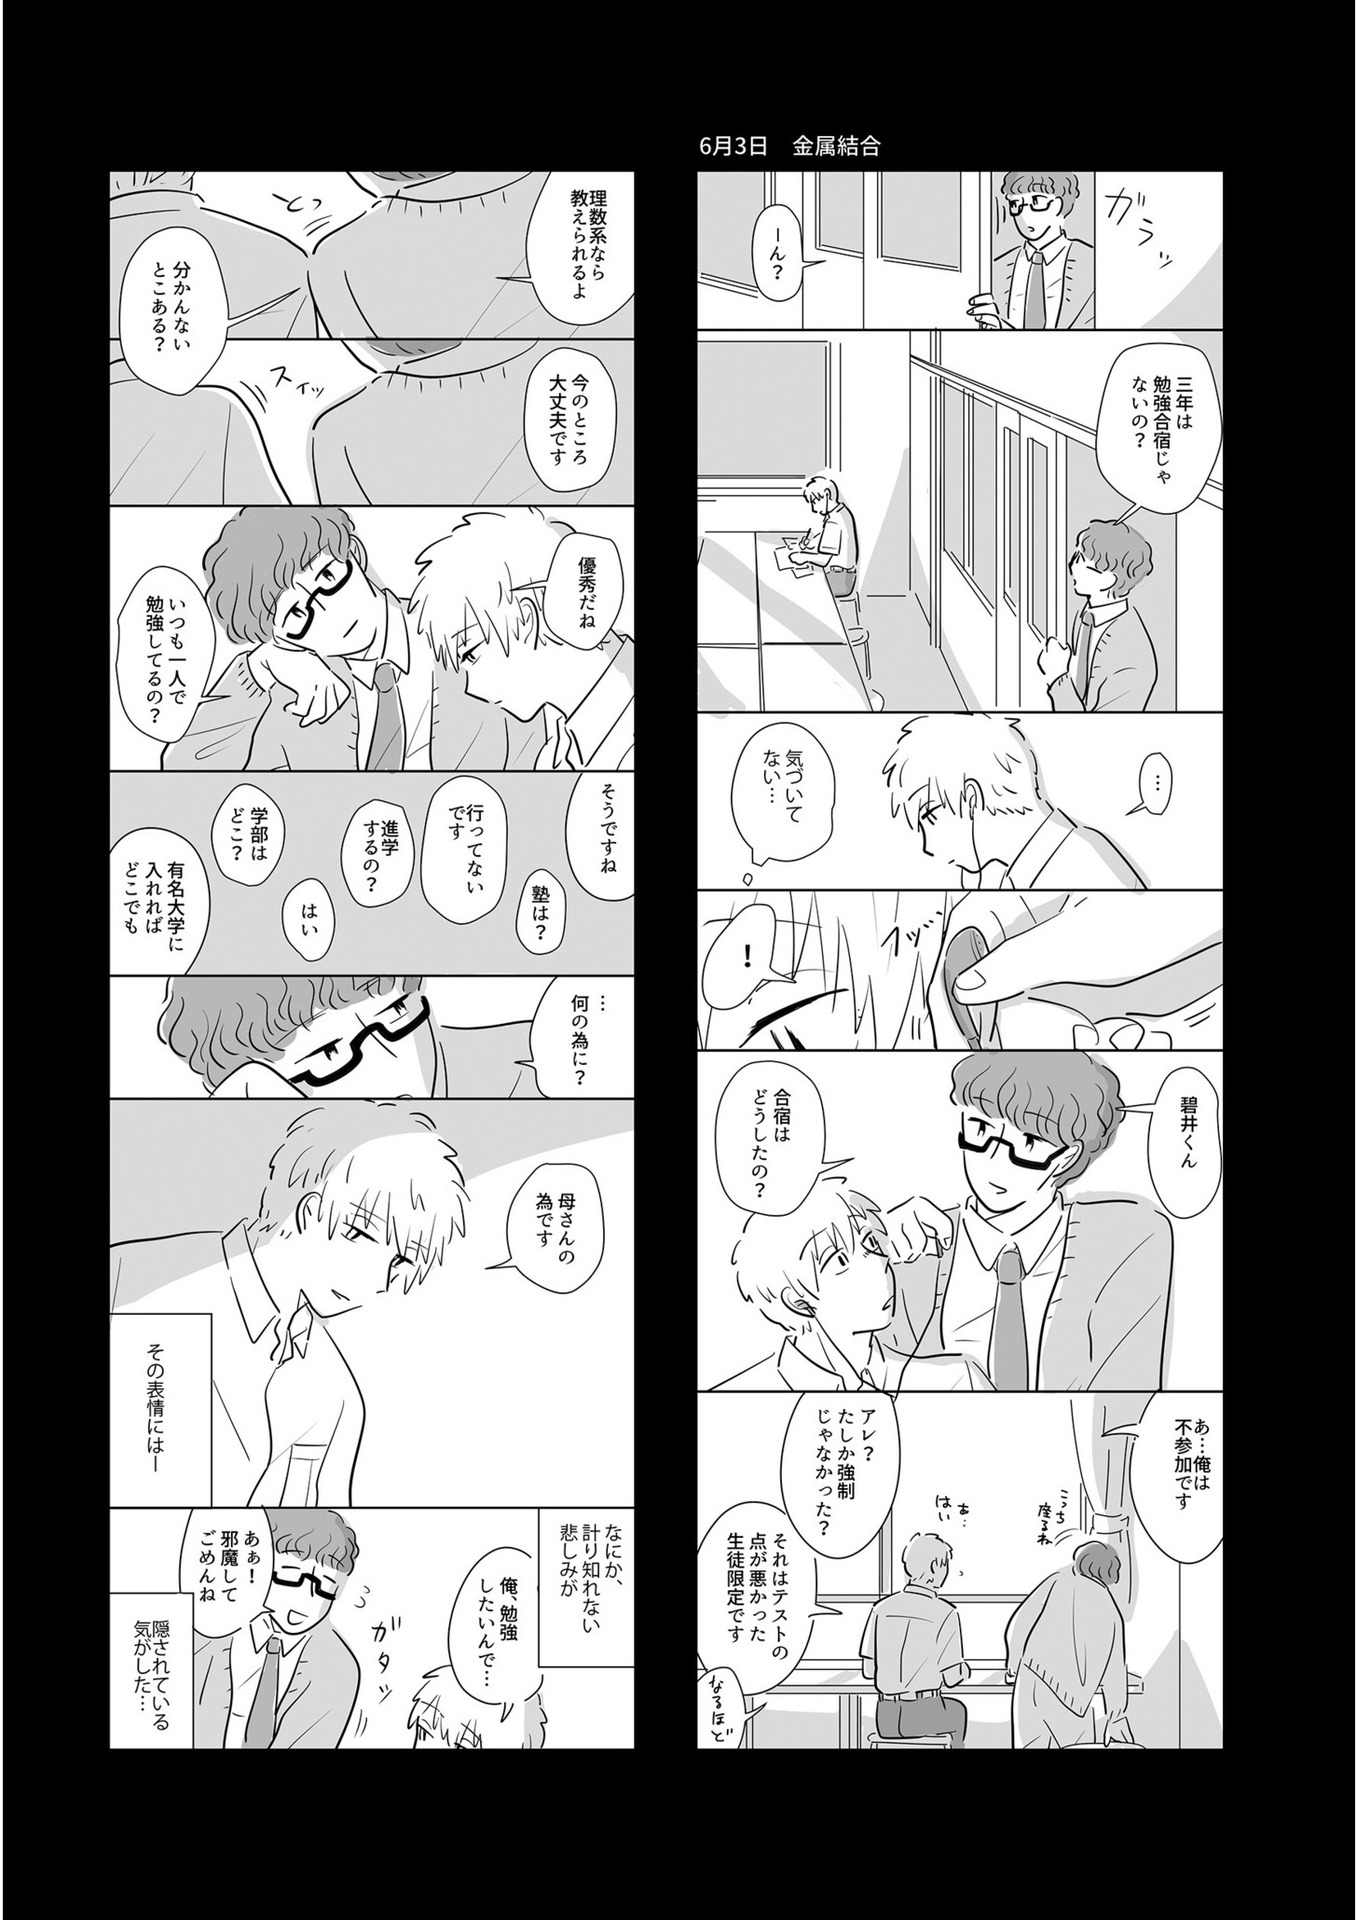 6月3日　金属結合
ガラッ
ーん？
三年は
勉強合宿じゃ
ないの？
…
気づいて
ない…
！
碧井くん
合宿は
どうしたの？
あ…俺は
不参加です
こっち
座るね
あ…
はい
アレ？
たしか強制
じゃなかった？
それはテストの
点が悪かった
生徒限定です
なるほど
理数系なら
教えられるよ
とっ
分かんない
とこある？
今のところ
大丈夫です
スイッ
優秀だね
いつも一人で
勉強してるの？
そうですね
塾は？
行ってない
です
進学
するの？
はい
学部は
どこ？
有名大学に
入れれば
どこでも
…
何の為に？
母さんの
為です
その表情にはー
なにか、
計り知れない
悲しみが
俺、勉強
したいんで…
ガタッ
あぁ！
邪魔して
ごめんね
隠されている
気がした…